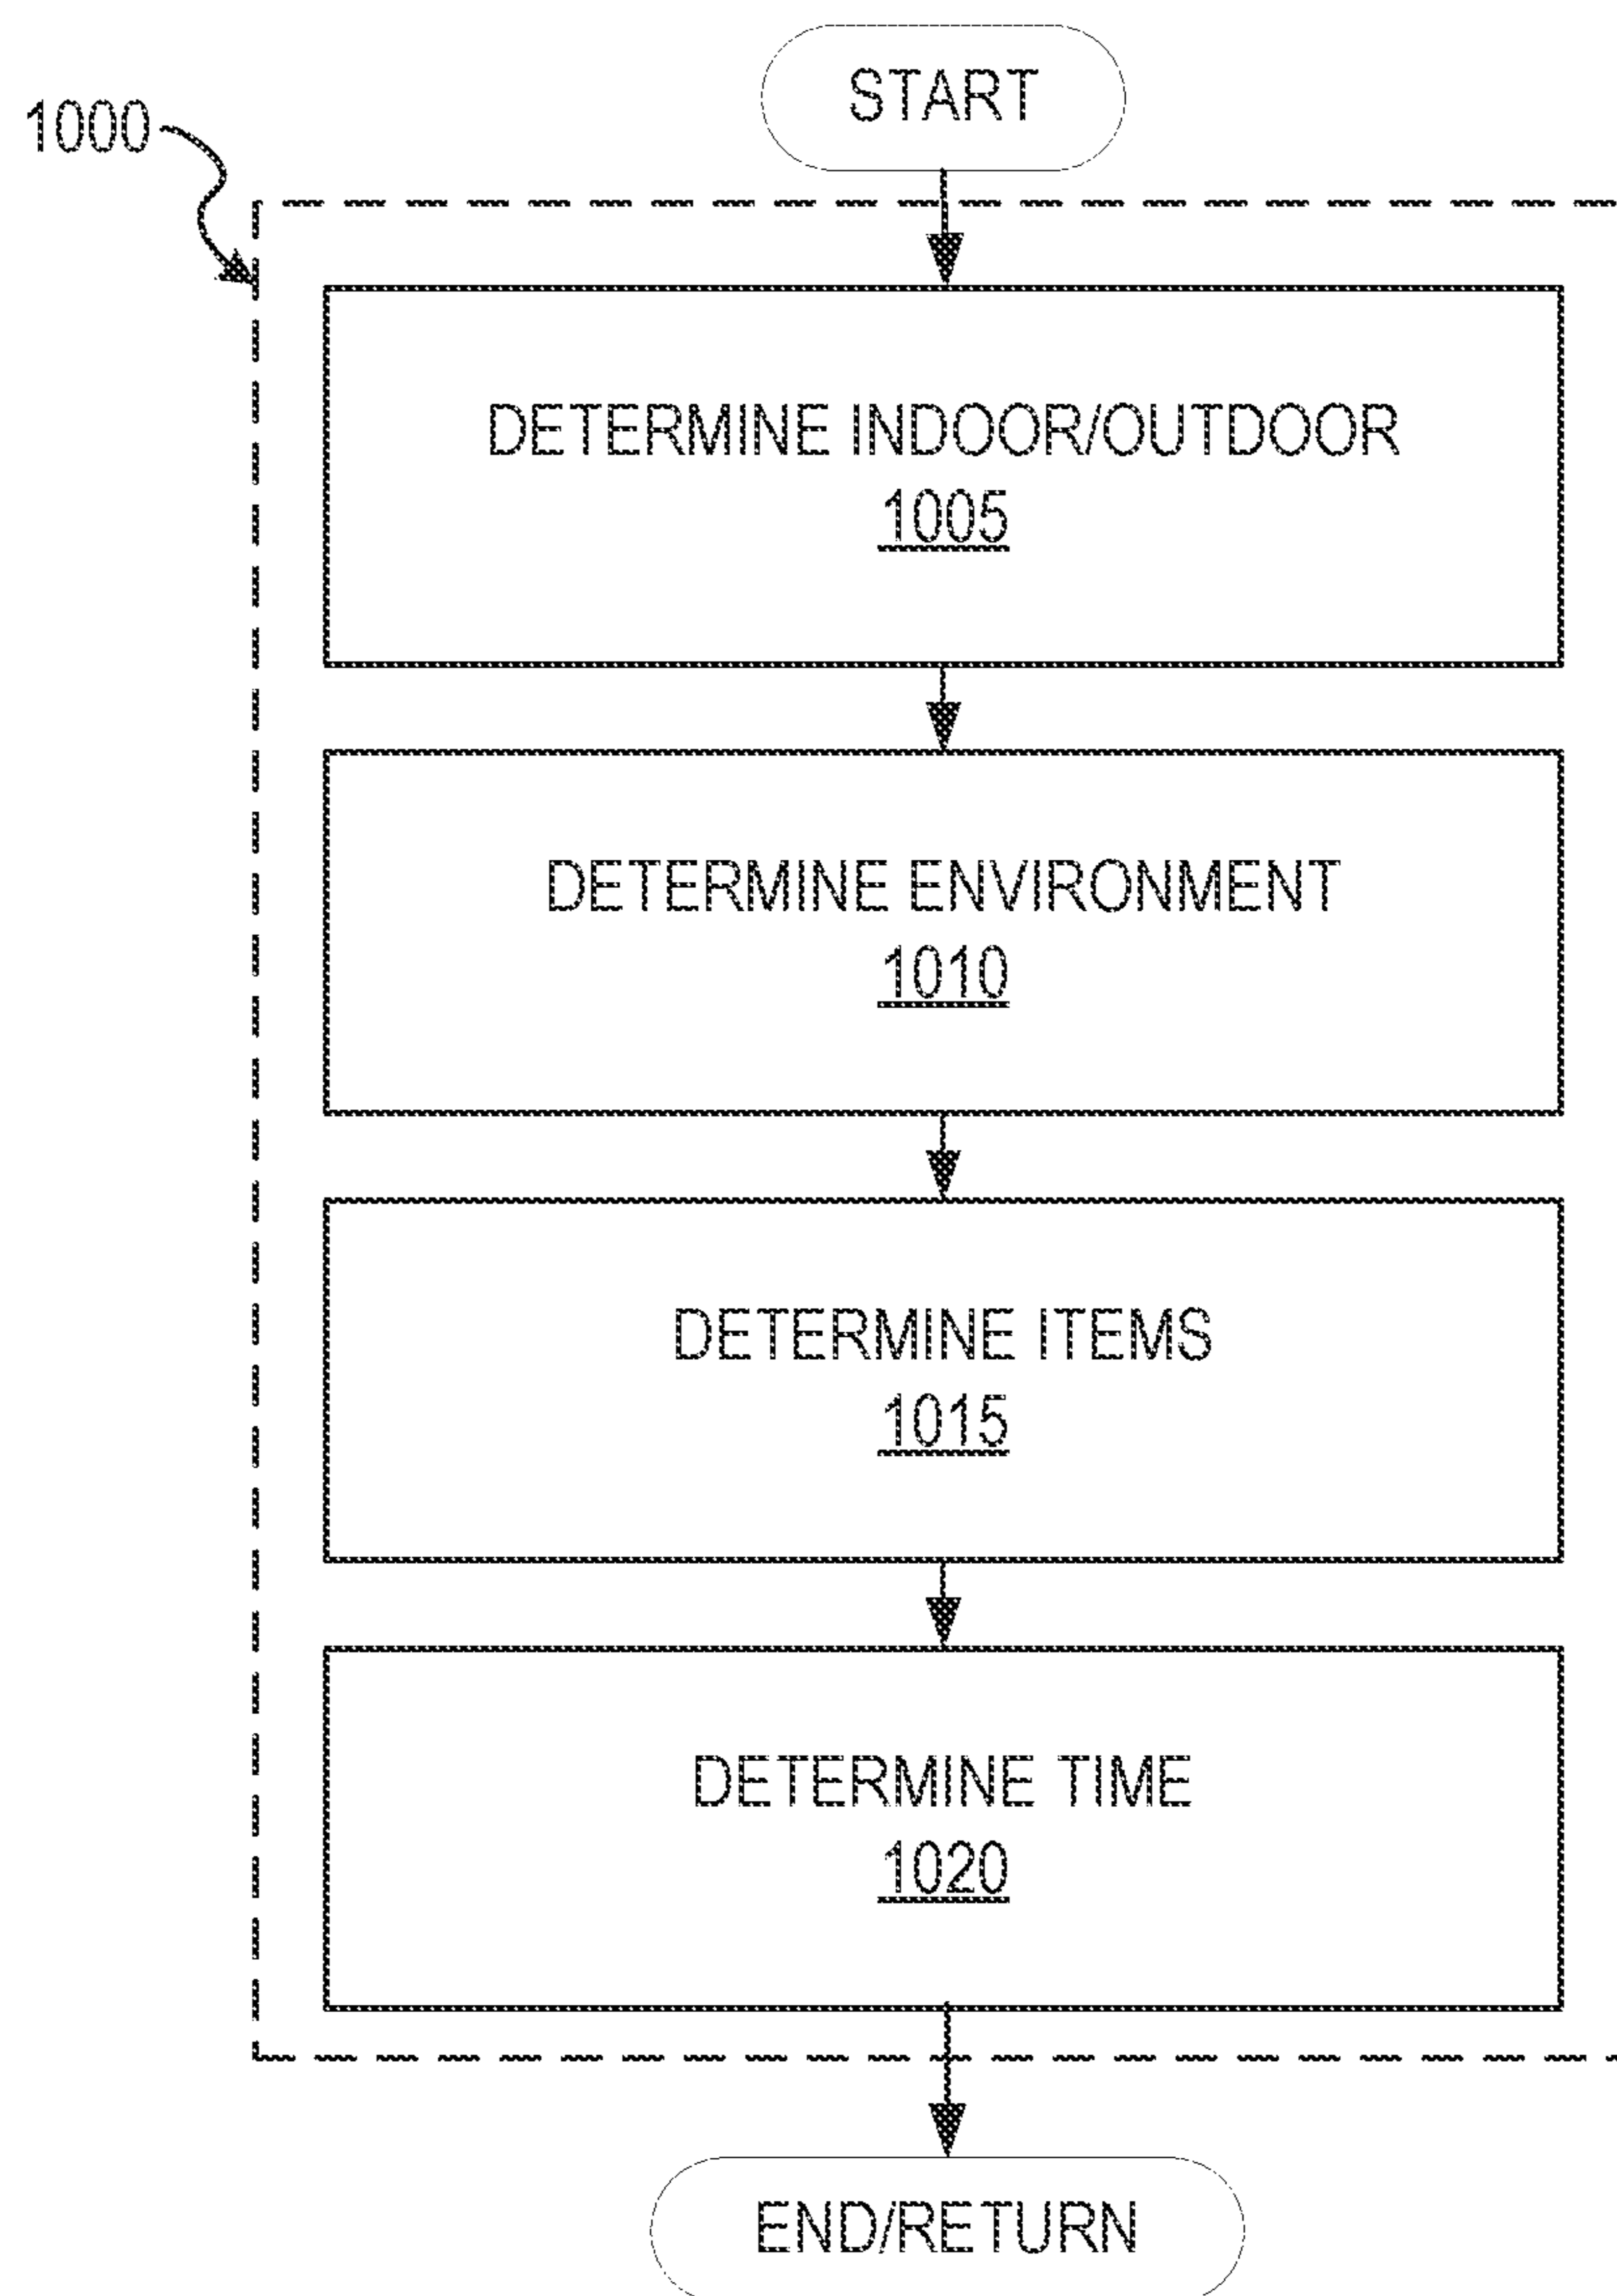 START
1000
DETERMINE INDOOR/OUTDOOR
1005
DETERMINE ENVIRONMENT
1010
DETERMINE ITEMS
1015
DETERMINE TIME
1020
END/RETURN